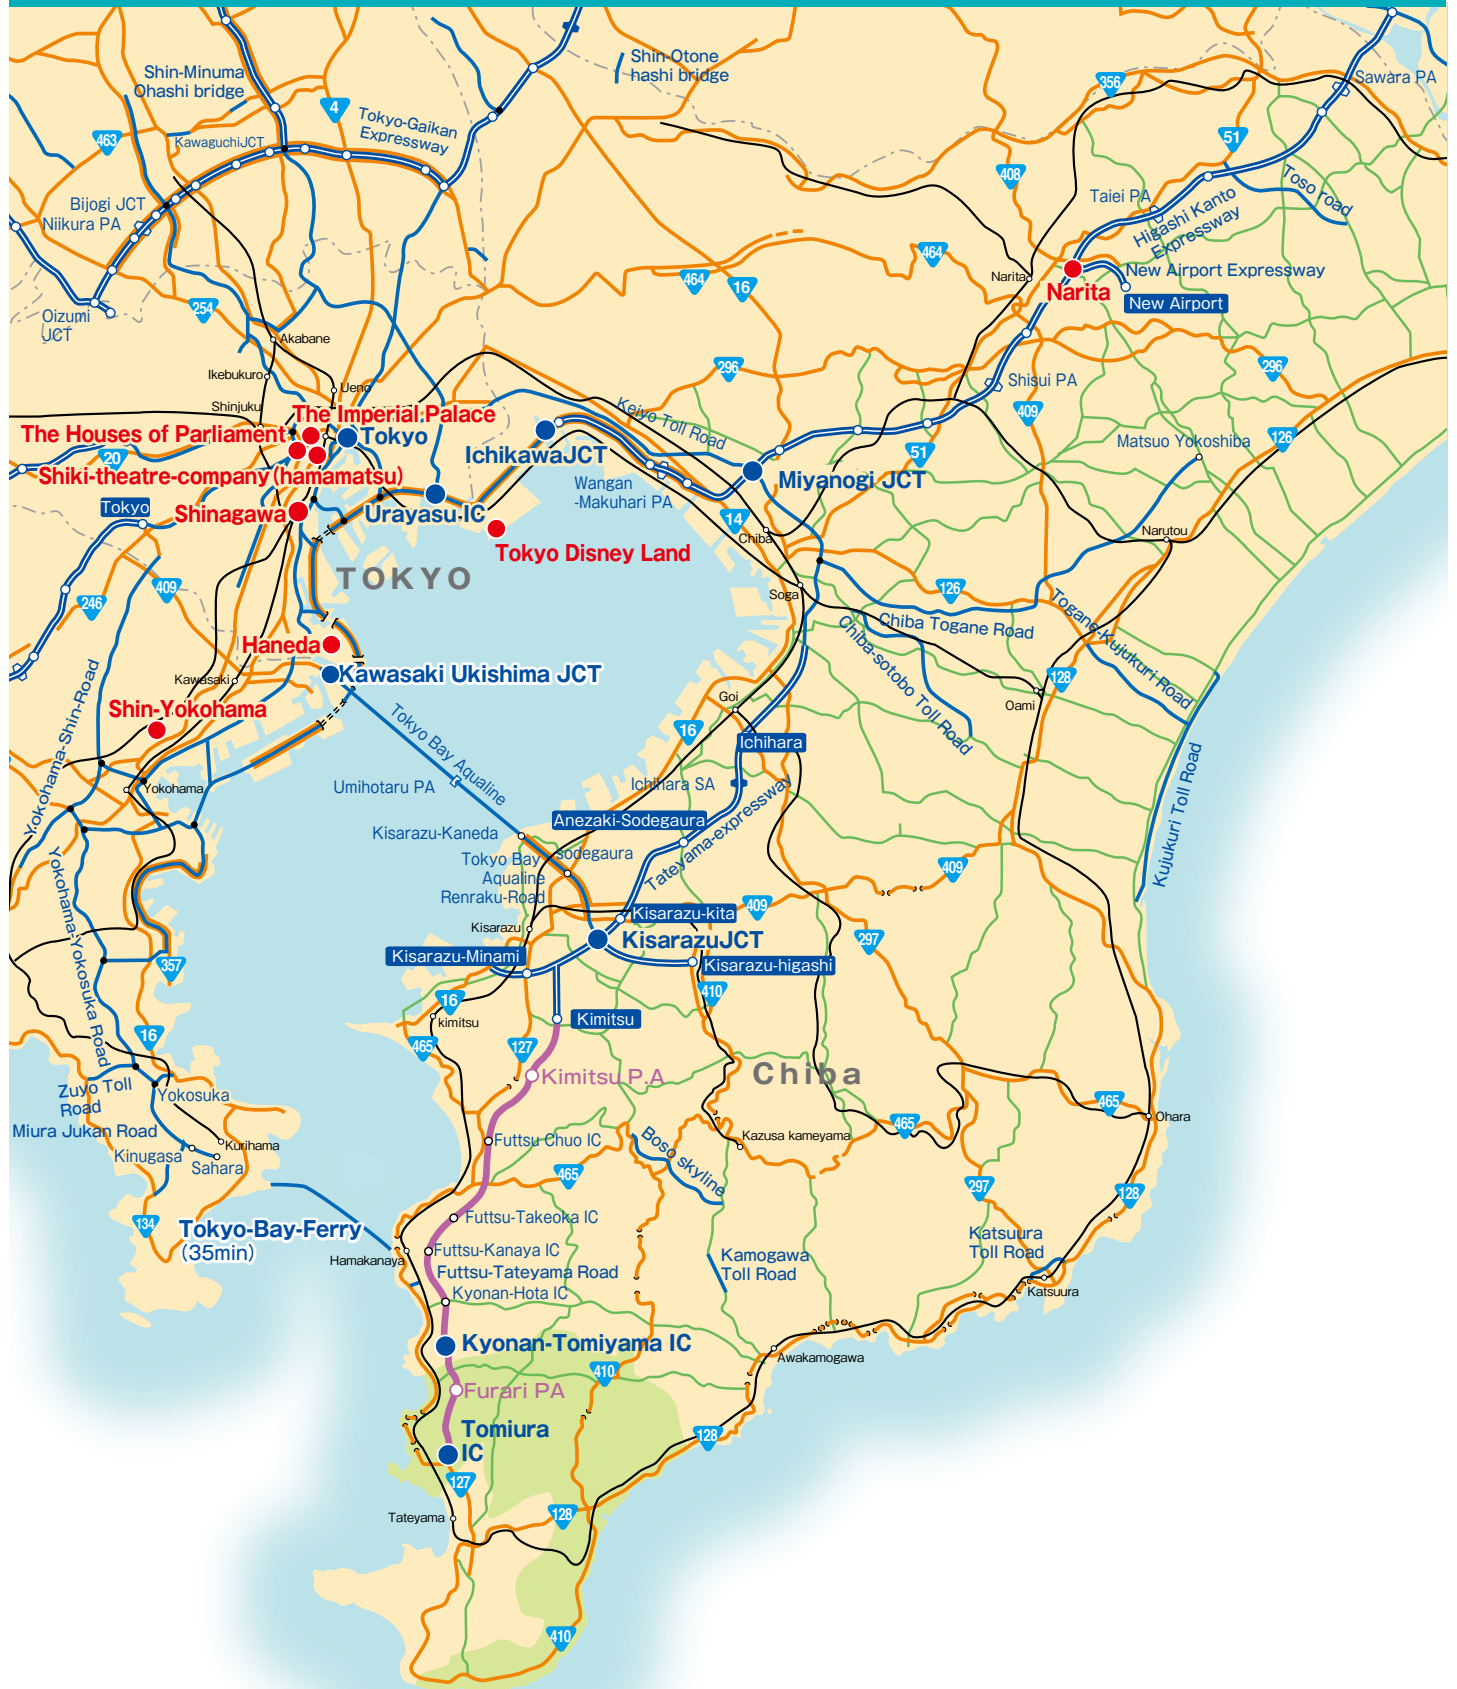 Shin-Minuma
Ohashi bridge
Shin-Otone
hashi bridge
Sawara PA
356
4
463
KawaguchiJCT
Tokyo-Gaikan
Expressway
51
408
Toso road
Taiei PA
Higashi Kanto
Expressway
Bijogi JCT
Niikura PA
464
464
16
Narita
Narita
New Airport Expressway
New Airport
254
Oizumi
JCT
Akabane
Ikebukuro
Ueno
296
296
Shisui PA
409
Shinjuku
The Imperial Palace
Keiyo Toll Road
The Houses of Parliament
Tokyo
20
IchikawaJCT
Matsuo Yokoshiba
126
51
Shiki-theatre-company (hamamatsu)
Wangan
-Makuhari PA
Miyanogi JCT
Tokyo
Shinagawa
Urayasu IC
14
Chiba
Narutou
Tokyo Disney Land
TOKYO
409
246
Soga
126
Chiba Togane Road
Togane-Kujukuri Road
Chiba-sotobo Toll Road
Haneda
Kawasaki Ukishima JCT
Kawasaki
128
Oami
Shin-Yokohama
Goi
16
Tokyo Bay Aqualine
Ichihara
Yokohama-Shin-Road
Yokohama
Umihotaru PA
Ichihara SA
Kujukuri Toll Road
Kisarazu-Kaneda
Anezaki-Sodegaura
sodegaura
Tateyama-expressway
Tokyo Bay
Aqualine
Renraku-Road
409
409
Yokohama-Yokosuka Road
Kisarazu
Kisarazu-kita
KisarazuJCT
297
Kisarazu-Minami
Kisarazu-higashi
357
16
410
kimitsu
Kimitsu
16
465
127
Kimitsu P.A
Chiba
Zuyo Toll
Road
Yokosuka
465
Ohara
465
Miura Jukan Road
Kurihama
Kinugasa
Sahara
Futtsu Chuo IC
Boso skyline
Kazusa kameyama
465
297
128
134
Tokyo-Bay-Ferry
(35min)
Futtsu-Takeoka IC
Hamakanaya
Futtsu-Kanaya IC
Futtsu-Tateyama Road
Kyonan-Hota IC
Kamogawa
Toll Road
Katsuura
Toll Road
Katsuura
Kyonan-Tomiyama IC
Awakamogawa
410
Furari PA
Tomiura
IC
128
127
Tateyama
128
410